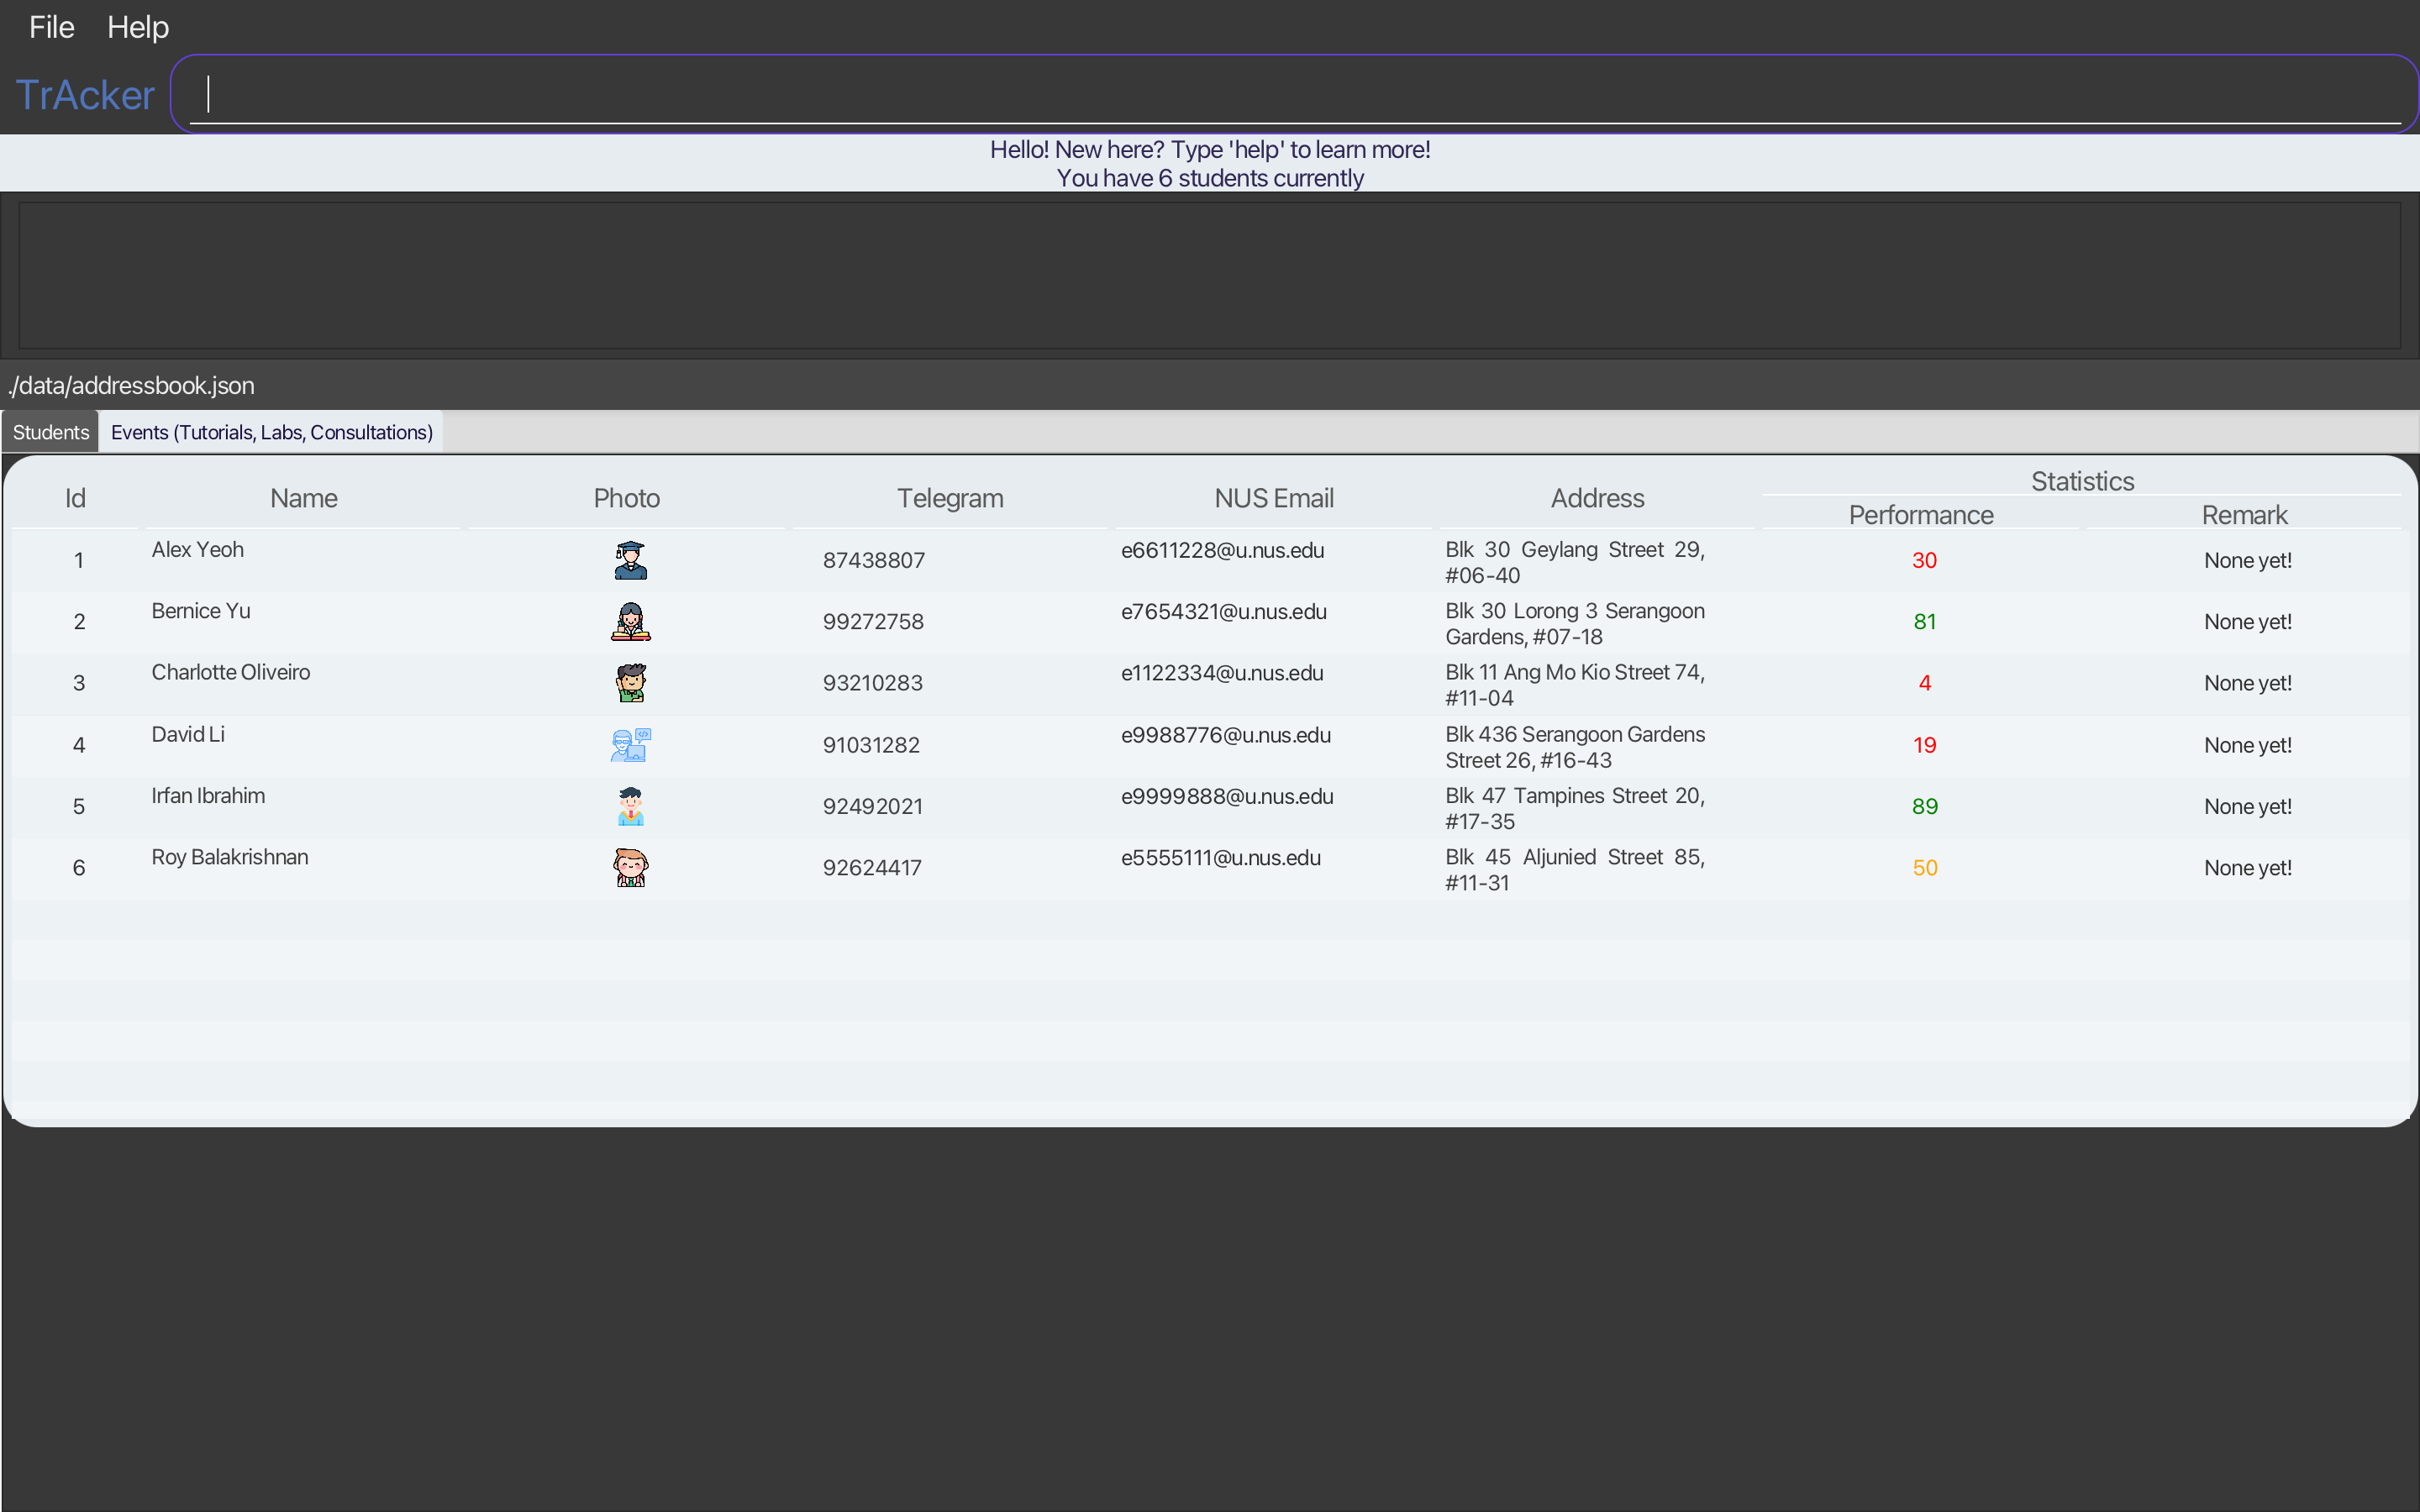 File Help
TrAcker
Hello! New here? Type 'help' to learn more!
You have 6 students currently
./data/addressbook.json
Students Events (Tutorials, Labs, Consultations)
Statistics
Id Name Photo Telegram NUS Email Address Performance Remark
1 Alex Yeoh 87438807 e6611228@u.nus.edu Blk 30 Geylang Street 29, 30 None yet!
#06-40
2 Bernice Yu 99272758 e7654321@u.nus.edu Blk 30 Lorong 3 Serangoon 81 None yet!
Gardens, #07-18
3 Charlotte Oliveiro 93210283 e1122334@u.nus.edu Blk 11 Ang Mo Kio Street 74, 4 None yet!
#11-04
4 David Li 91031282 e9988776@u.nus.edu Blk 436 Serangoon Gardens 19 None yet!
Street 26, #16-43
5 Irfan Ibrahim 92492021 e9999888@u.nus.edu Blk 47 Tampines Street 20, 89 None yet!
#17-35
6 Roy Balakrishnan 92624417 e5555111@u.nus.edu Blk 45 Aljunied Street 85, 50 None yet!
#11-31